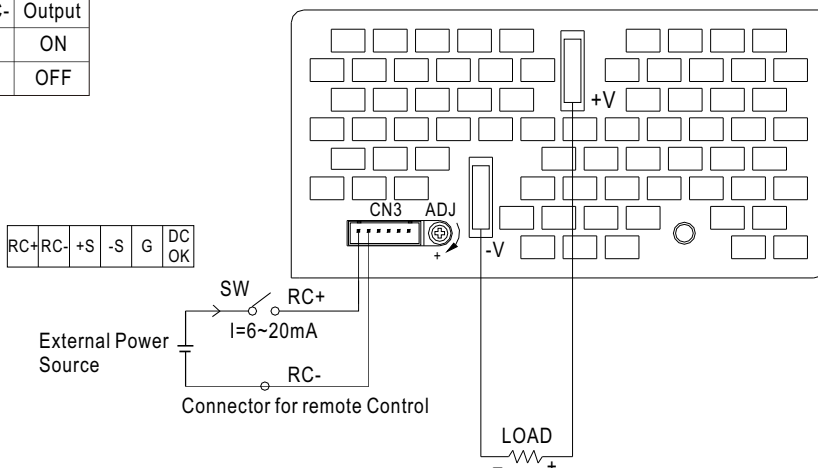 C- Output
ON
OFF
+V
CN3 ADJ
+
-V
RC+ RC- +S -S G DC OK
SW RC+
I=6~20mA
External Power
Source
RC-
Connector for remote Control
LOAD
- +